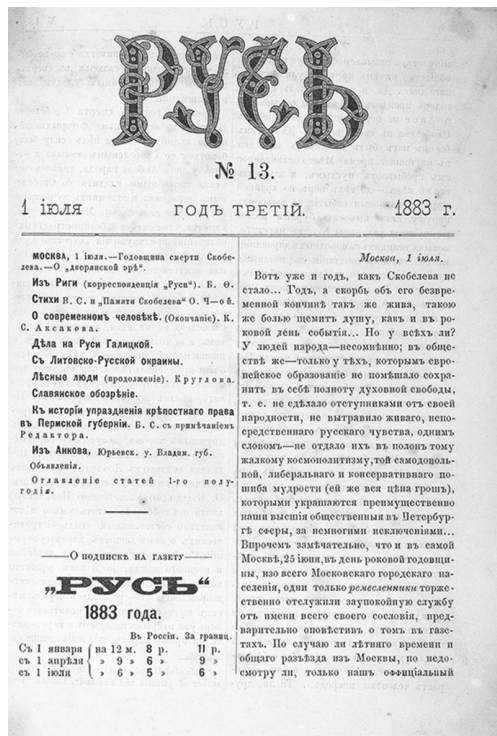 РУСЬ
№ 13.
1 іюля ГОДЪ ТРЕТІЙ. 1883 г.
МОСКВА, 1 іюля.—Годовщина смерти Скобе-
лева.—О „дворянской эрѣ“.
Изъ Риги (корреспонденція „Руси“). Б. Ѳ.
Стихи В. С. и „Памяти Скобелева“ О. Ч—ой.
О современномъ человѣкѣ. (Окончаніе). К.
С. Аксакова.
Дѣла на Руси Галицкой.
Съ Литовско-Русской окраины.
Лѣсные люди (продолженіе). Круглова.
Славянское обозрѣніе.
Къ исторіи упраздненія крѣпостнаго права
въ Пермской губерніи. Б. С. съ примѣчаніемъ
Редактора.
Изъ Анкова, Юрьевск. у. Владим. губ.
Объявленія.
Оглавленіе статей 1-го полу-
годія.
О ПОДПИСКѢ НА ГАЗЕТУ
„РУСЬ“
1883 года.
Въ Россіи. За границ.
Съ 1 января на 12 м. 8 р. 11 р.
съ 1 апрѣля » 9 » 6 » 9 »
съ 1 іюля » 6 » 5 » 6 »
Москва, 1 іюля.
Вотъ уже и годъ, какъ Скобелева не
стало... Годъ, а скорбь объ его безвре-
менной кончинѣ такъ же жива, такою
же болью щемитъ душу, какъ и въ ро-
ковой день событія... Но у всѣхъ ли?
У людей народа—несомнѣнно; въ обще-
ствѣ же—только у тѣхъ, которымъ евро-
пейское образованіе не помѣшало сохра-
нить въ себѣ полноту духовной свободы,
т. е. не сдѣлало отступниками отъ своей
народности, не вытравило живаго, непо-
средственнаго русскаго чувства, однимъ
словомъ—не отдало ихъ въ полонъ тому
жалкому космополитизму, той самодоволь-
ной, либеральнаго и консервативнаго по-
шиба мудрости (ей же вся цѣна грошъ),
которыми украшаются преимущественно
наши высшія общественныя въ Петербур-
гѣ сферы, за немногими исключеніями...
Впрочемъ замѣчательно, что и въ самой
Москвѣ, 25 іюня, въ день роковой годовщи-
ны, изо всего Московскаго городскаго на-
селенія, одни только ремесленники торже-
ственно отслужили заупокойную службу
отъ имени всего своего сословія, пред-
варительно оповѣстивъ о томъ въ газе-
тахъ. По случаю ли лѣтняго времени и
общаго разъѣзда изъ Москвы, по недо-
смотру ли, только нашъ оффиціальный